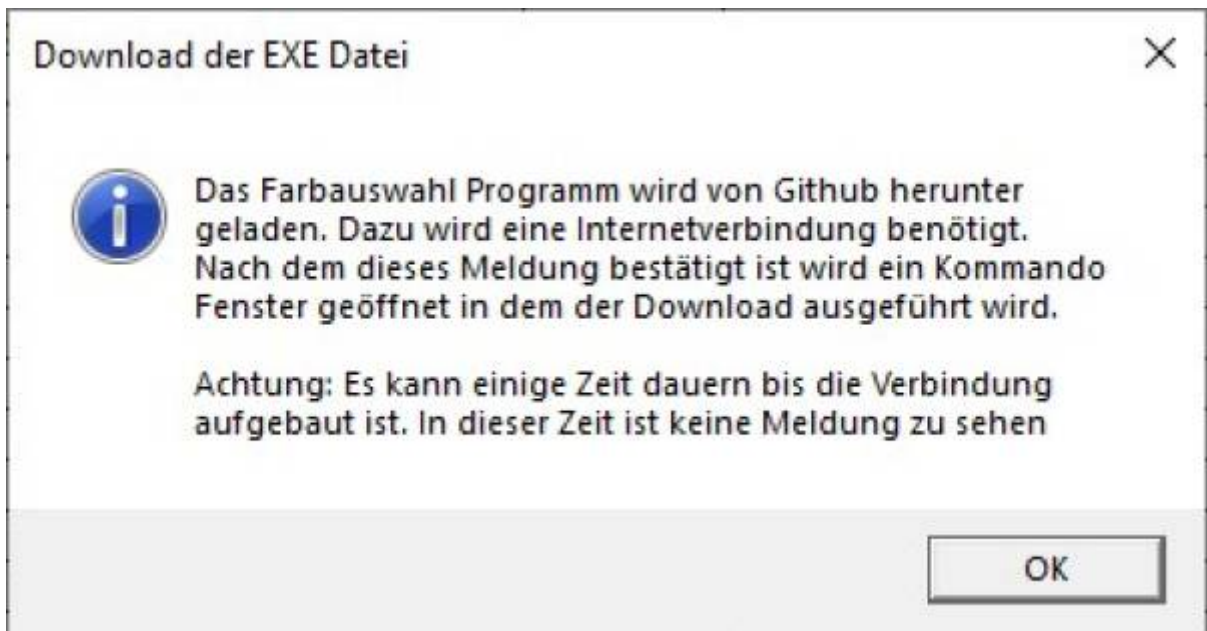 Download der EXE Datei
Das Farbauswahl Programm wird von Github herunter
geladen. Dazu wird eine Internetverbindung benötigt.
Nach dem dieses Meldung bestätigt ist wird ein Kommando
Fenster geöffnet in dem der Download ausgeführt wird.
Achtung: Es kann einige Zeit dauern bis die Verbindung
aufgebaut ist. In dieser Zeit ist keine Meldung zu sehen
OK